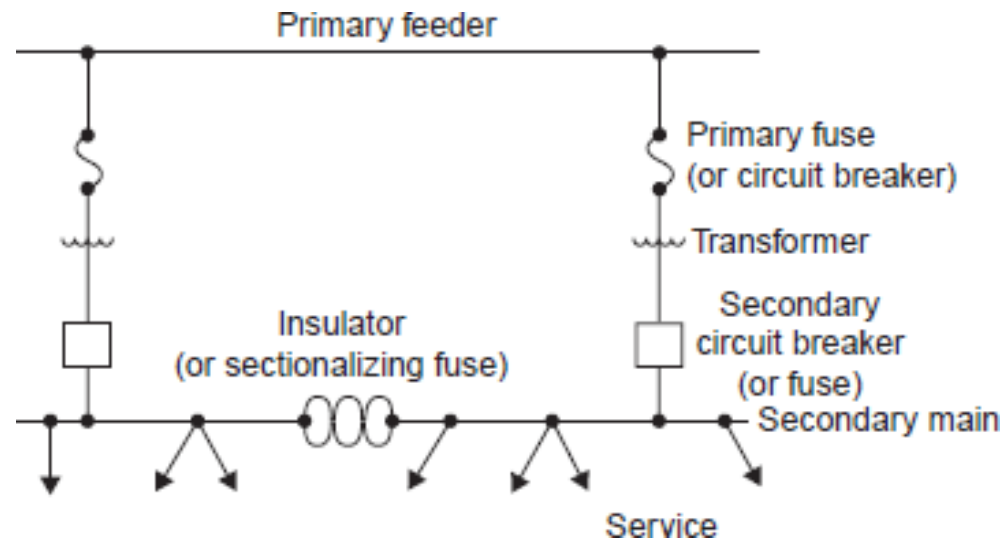 Primary feeder
Primary fuse
(or circuit breaker)
Transformer
Secondary
circuit breaker
(or fuse)
Insulator
(or sectionalizing fuse)
Secondary main
Service